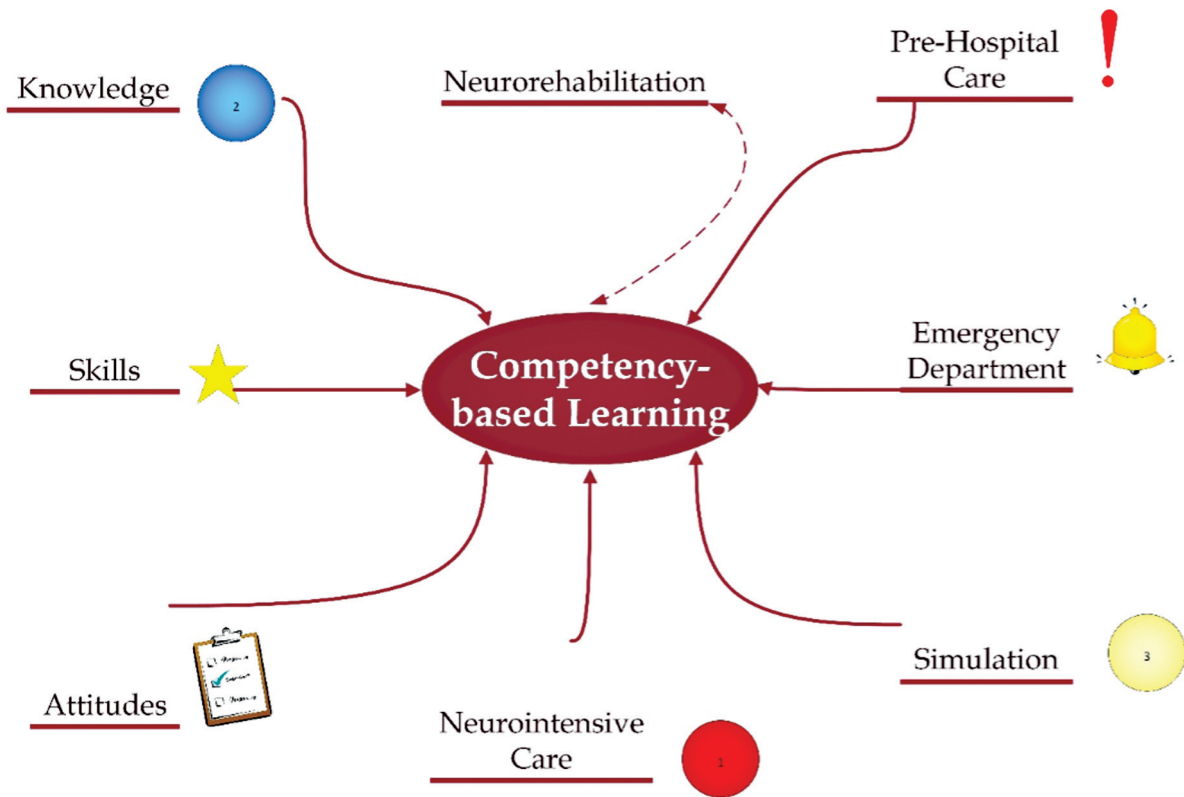 Knowledge
2
Neurorehabilitation
Pre-Hospital
Care
Skills
Competency-
based Learning
Emergency
Department
Attitudes
Neurointensive
Care
1
Simulation
3